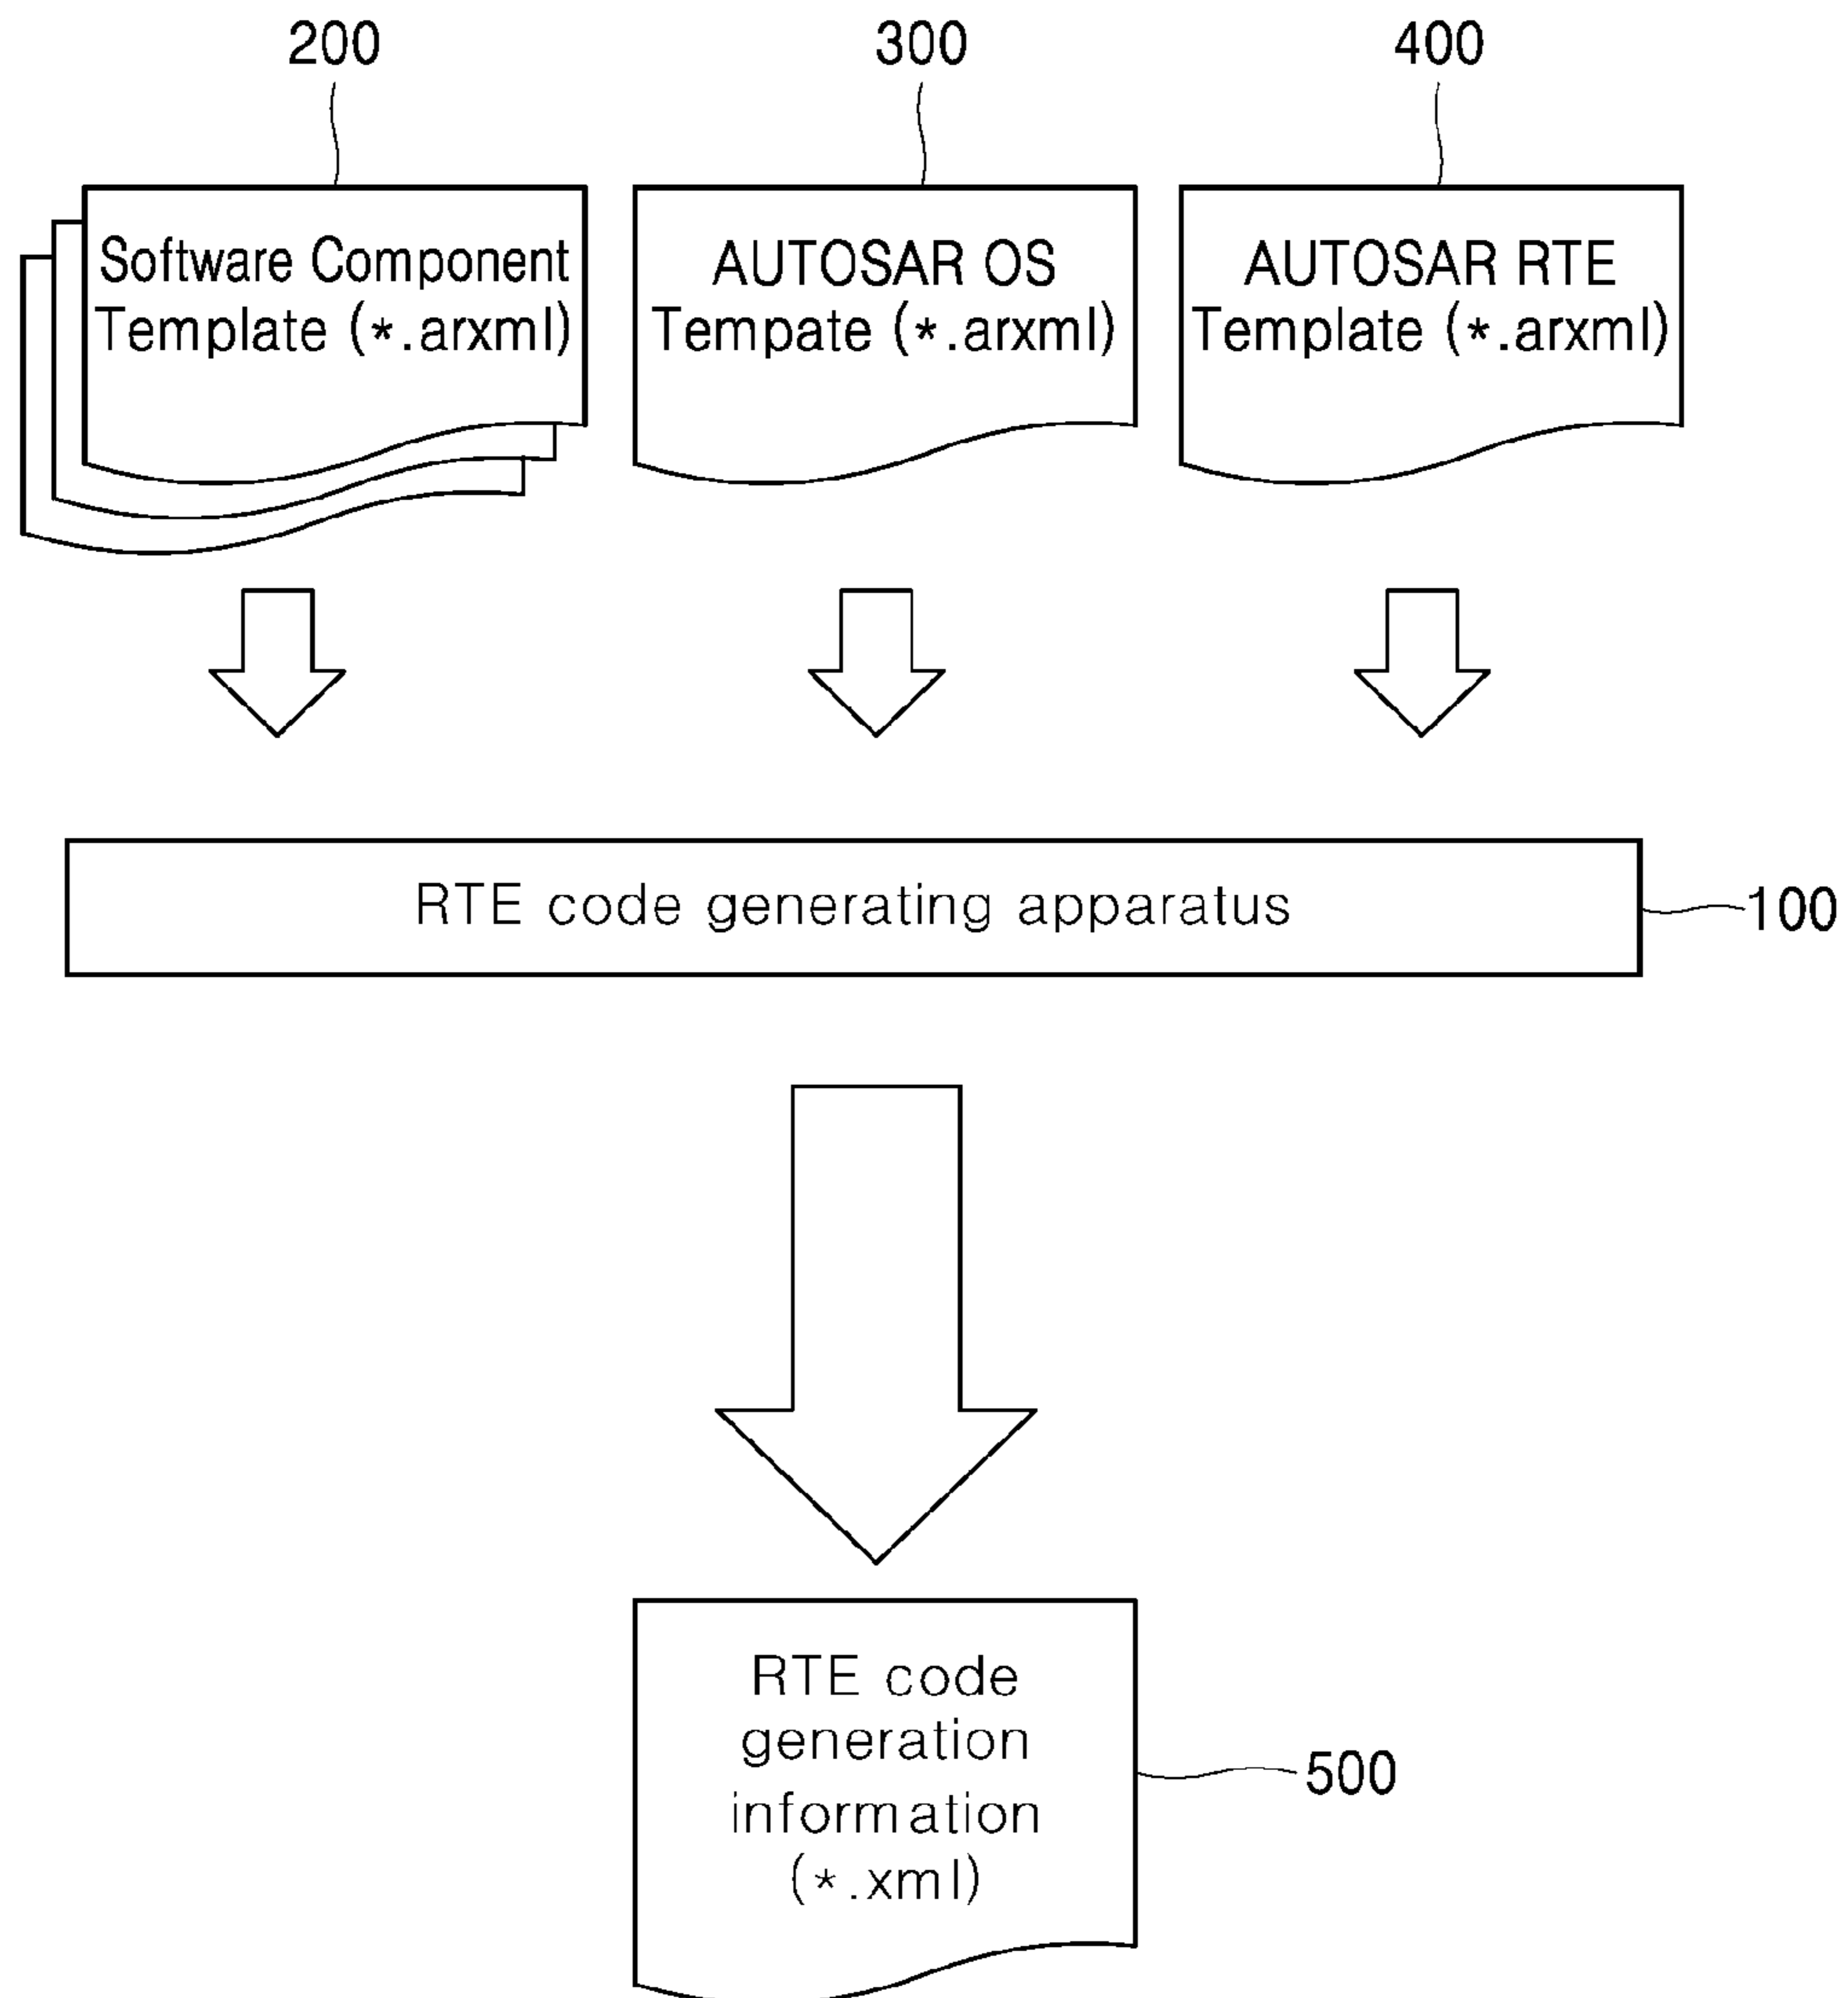 200
300
400
Software Component
Template (*.arxml)
AUTOSAR OS
Tempate (*.arxml)
AUTOSAR RTE
Template (*.arxml)
RTE code generating apparatus
100
RTE code
generation
information
(*.xml)
500